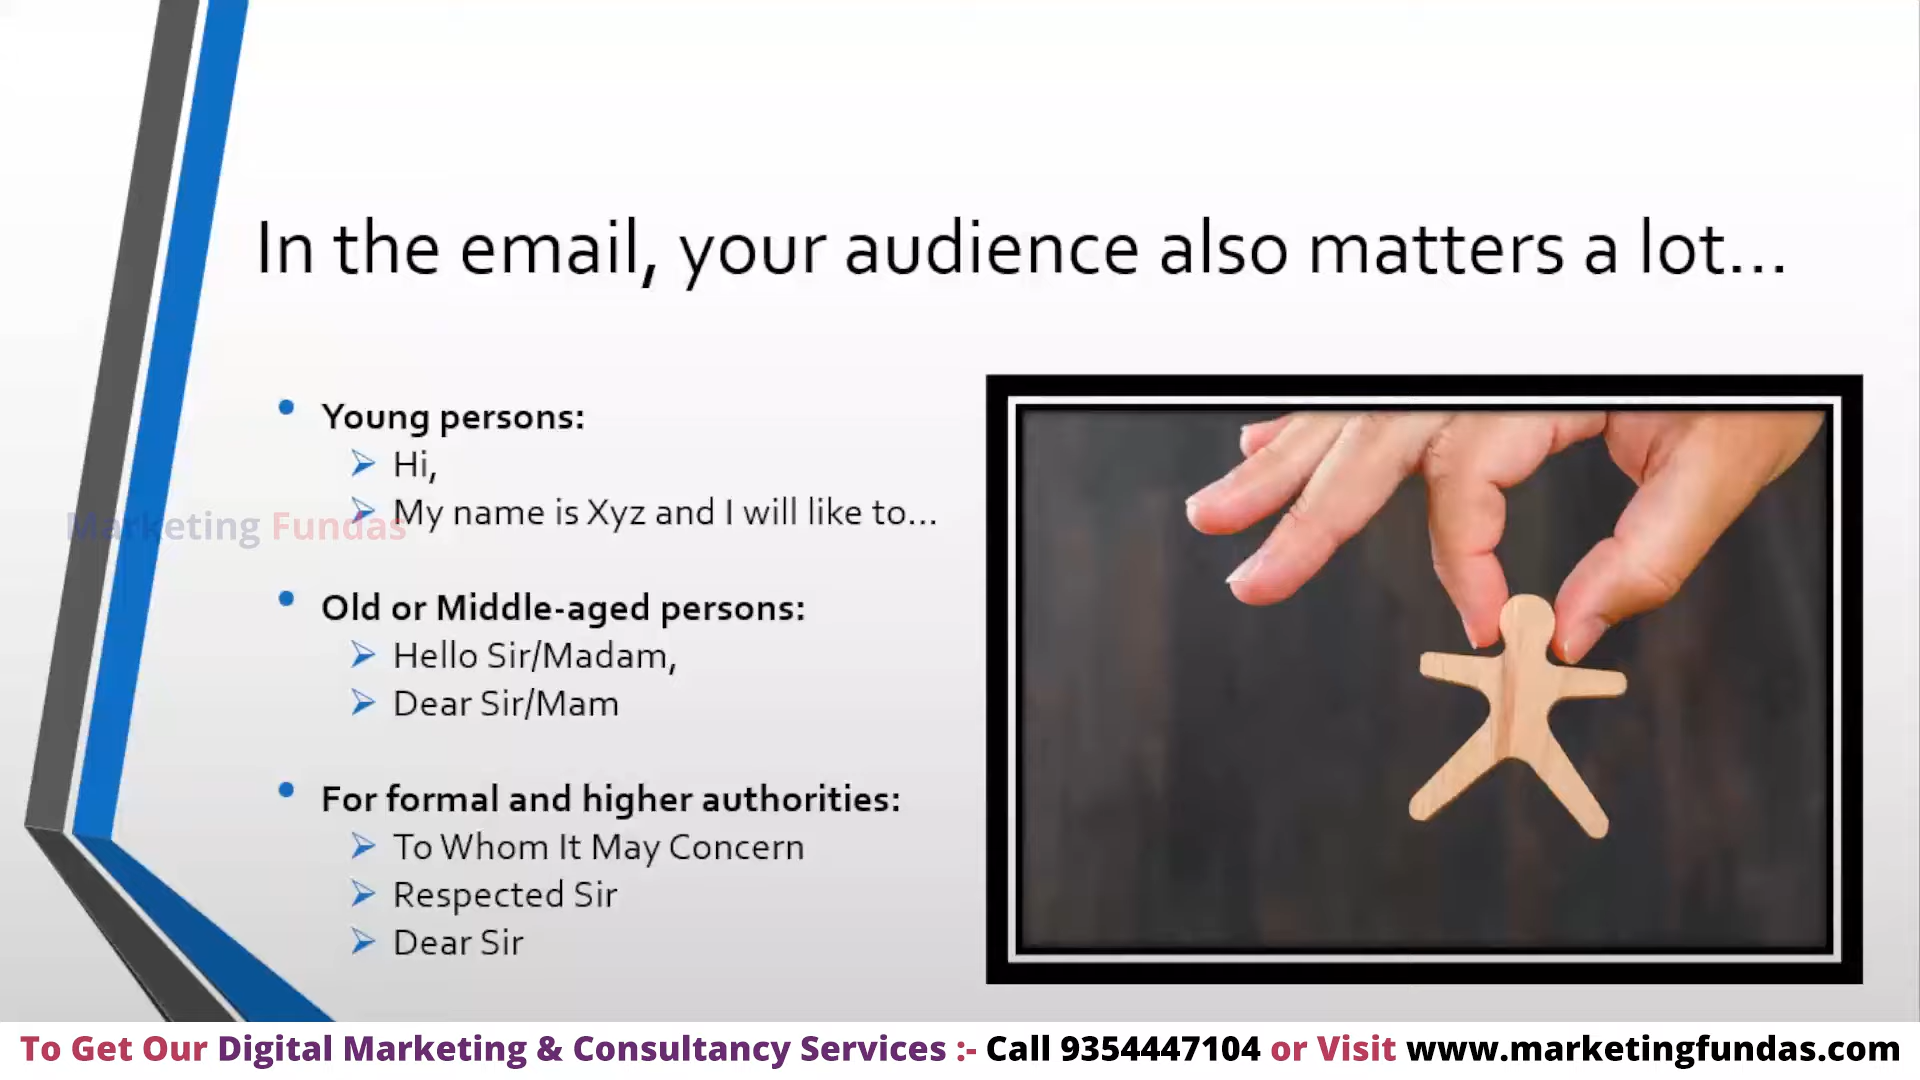 In the email, your audience also matters a lot...
Young persons:
Hi,
My name is Xyz and I will like to...
Marketing Fundas
Old or Middle-aged persons:
Hello Sir/Madam,
Dear Sir/Mam
For formal and higher authorities:
To Whom It May Concern
Respected Sir
Dear Sir
To Get Our Digital Marketing & Consultancy Services :- Call 9354447104 or Visit www.marketingfundas.com